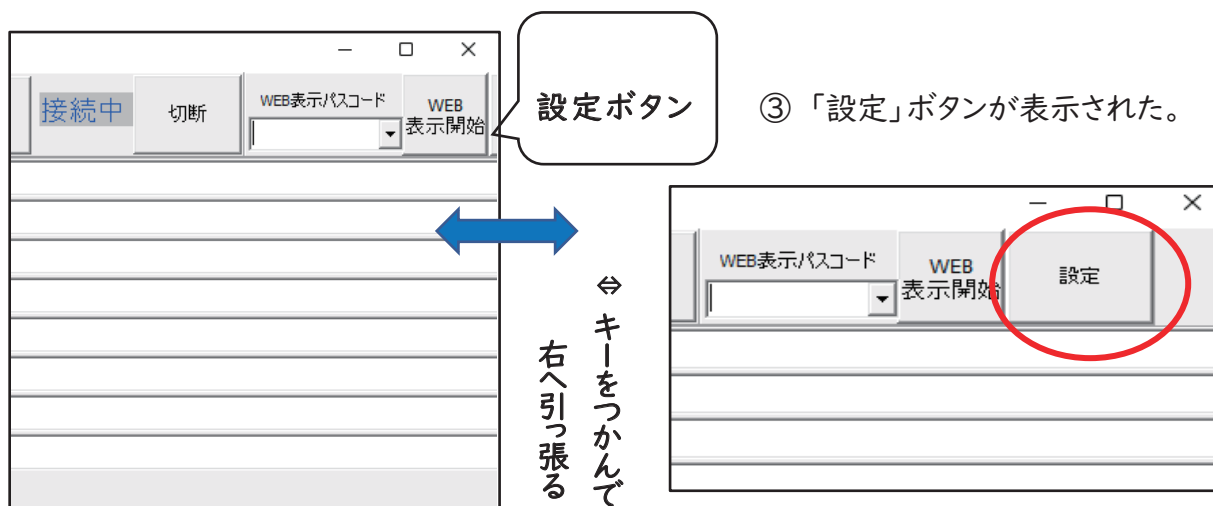 接続中
切断
WEB表示パスコード
WEB
表示開始
設定ボタン
③ 「設定」ボタンが表示された。
⇔ キーをつかんで
右へ引っ張る
WEB表示パスコード
WEB
表示開始
設定